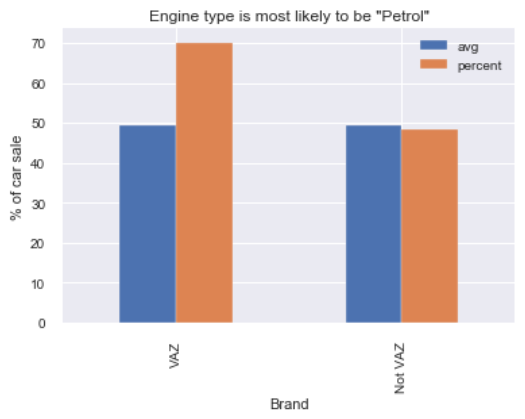 Engine type is most likely to be "Petrol"
avg
percent
70
60
50
40
30
20
10
0
% of car sale
VAZ
Not VAZ
Brand